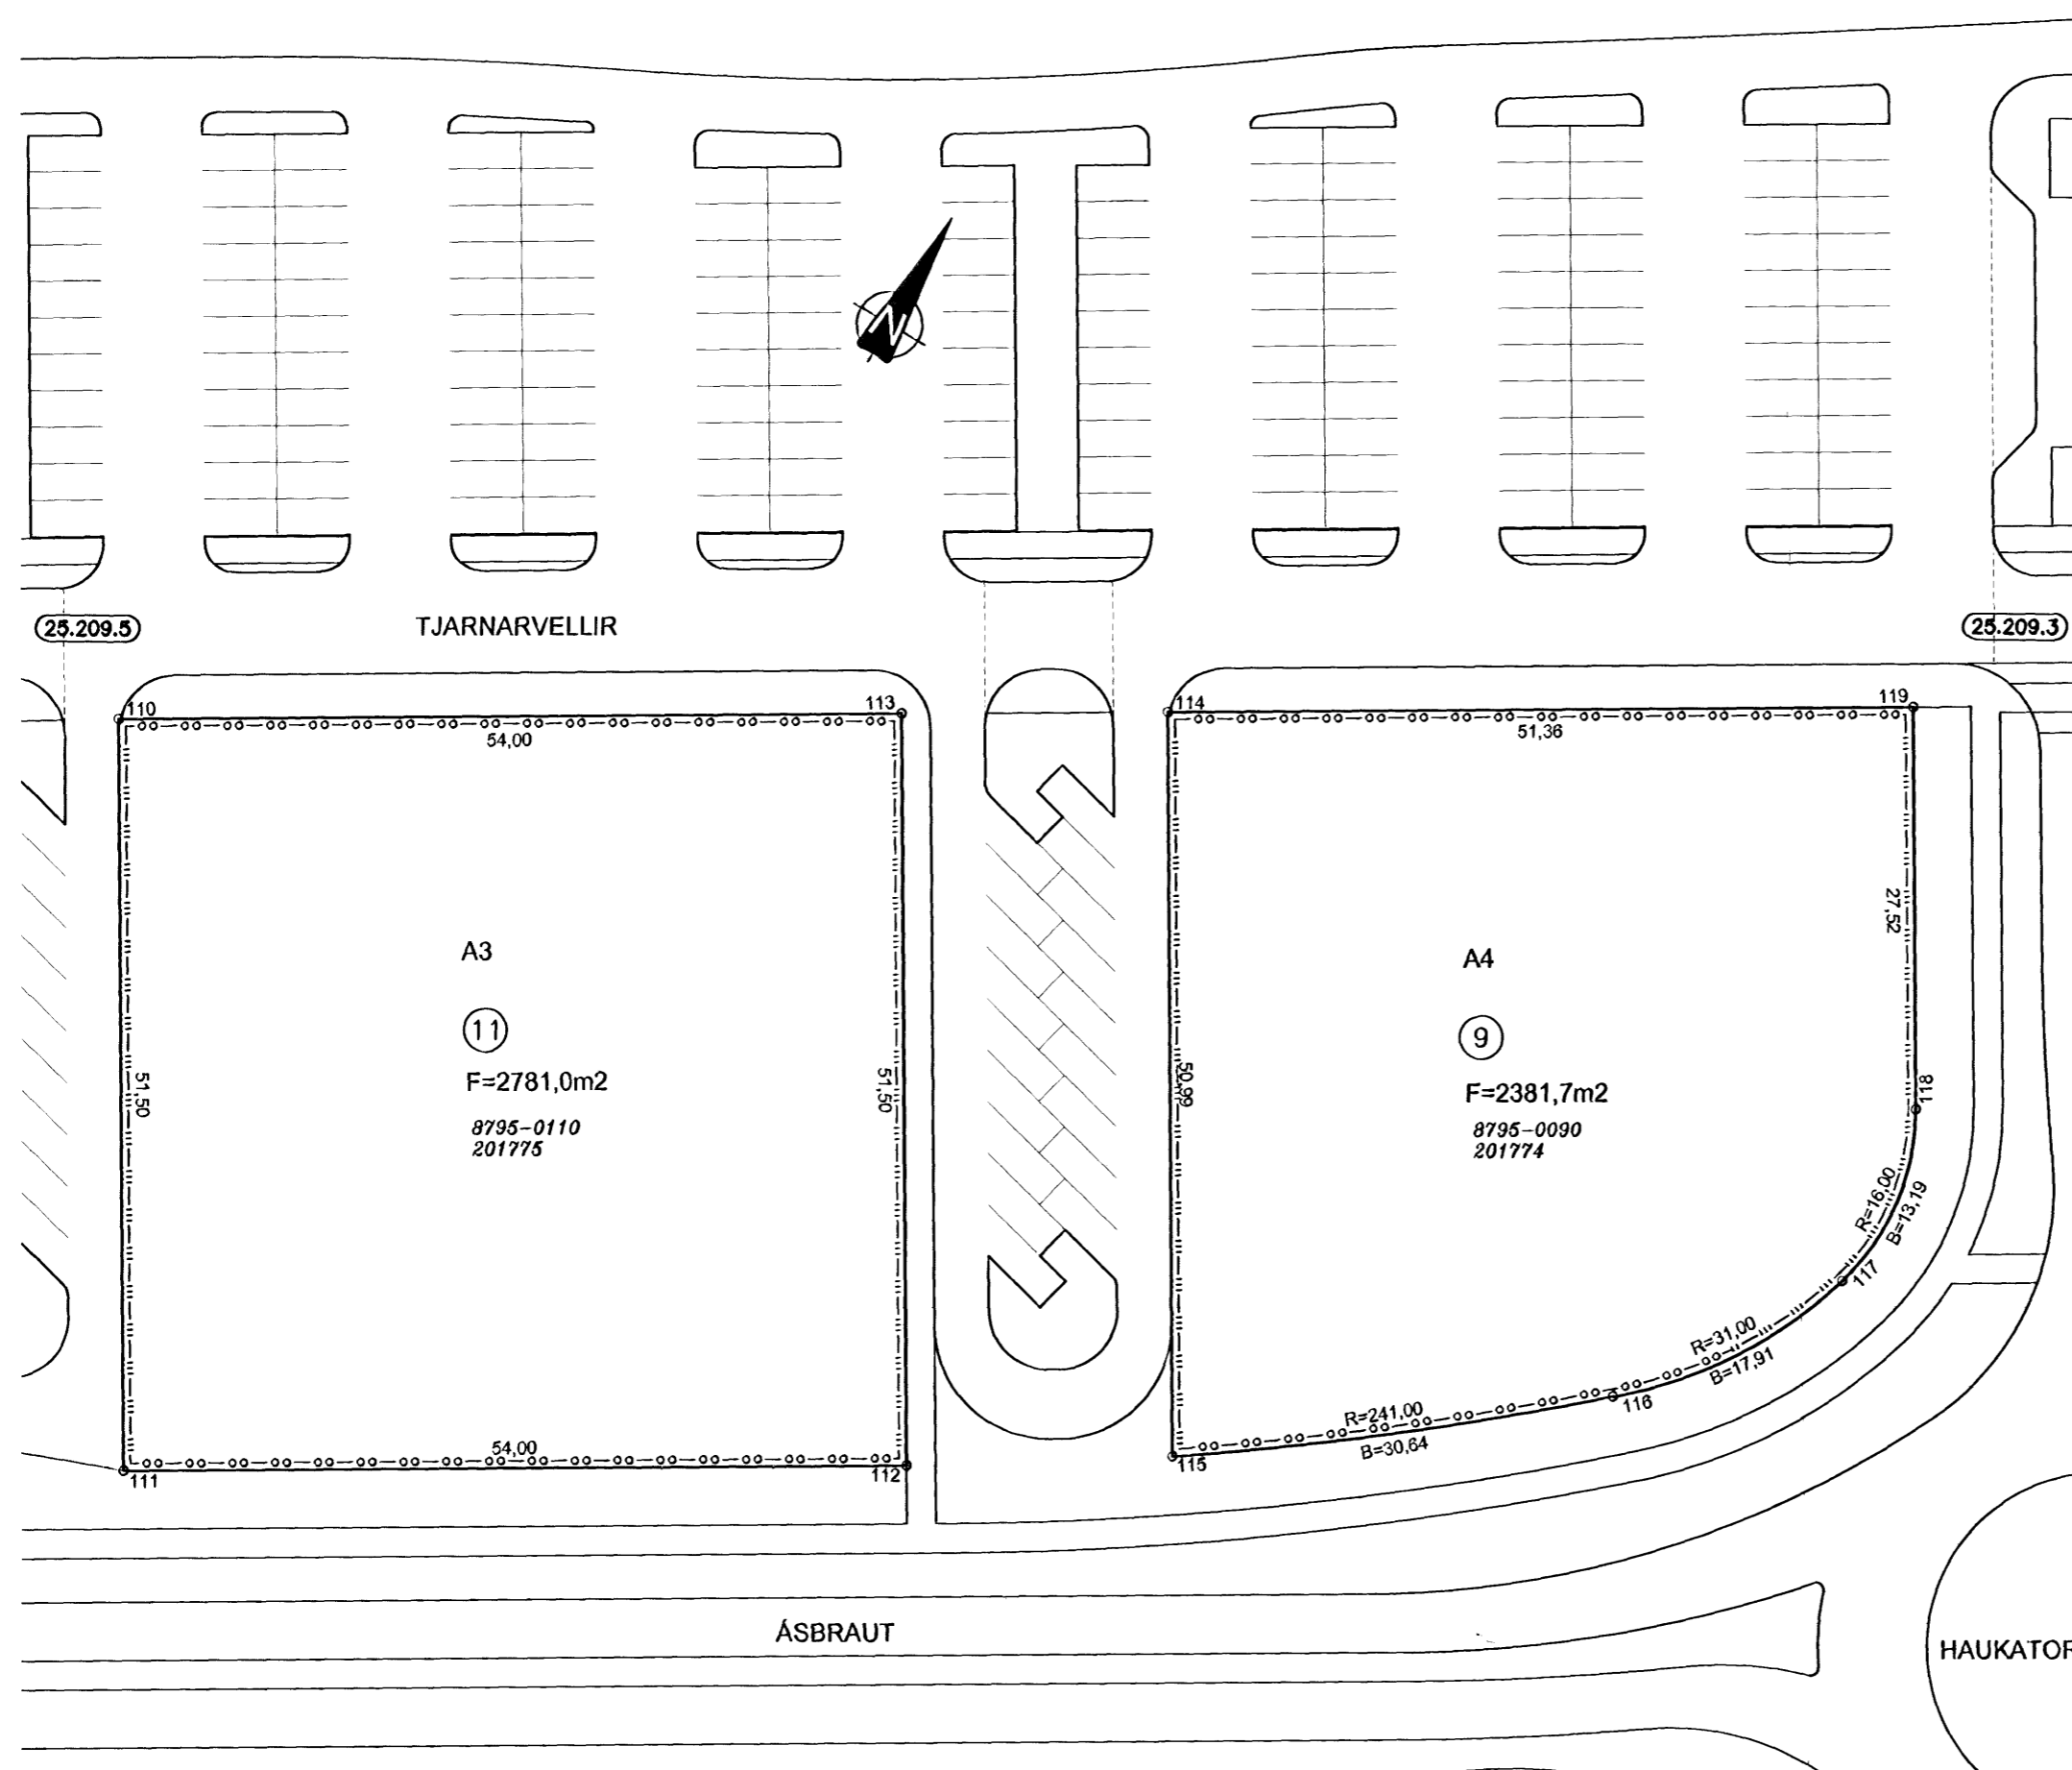 N
25.209.5
TJARNARVELLIR
25.209.3
110
113
54,00
114
119
51,36
27,52
A3
11
F=2781,0m2
8795-0110
201775
51,50
51,50
A4
9
F=2381,7m2
8795-0090
201774
50,99
118
R=16,00
B=13,19
117
R=31,00
B=17,91
116
R=241,00
B=30,64
115
54,00
111
112
ÁSBRAUT
HAUKATOR